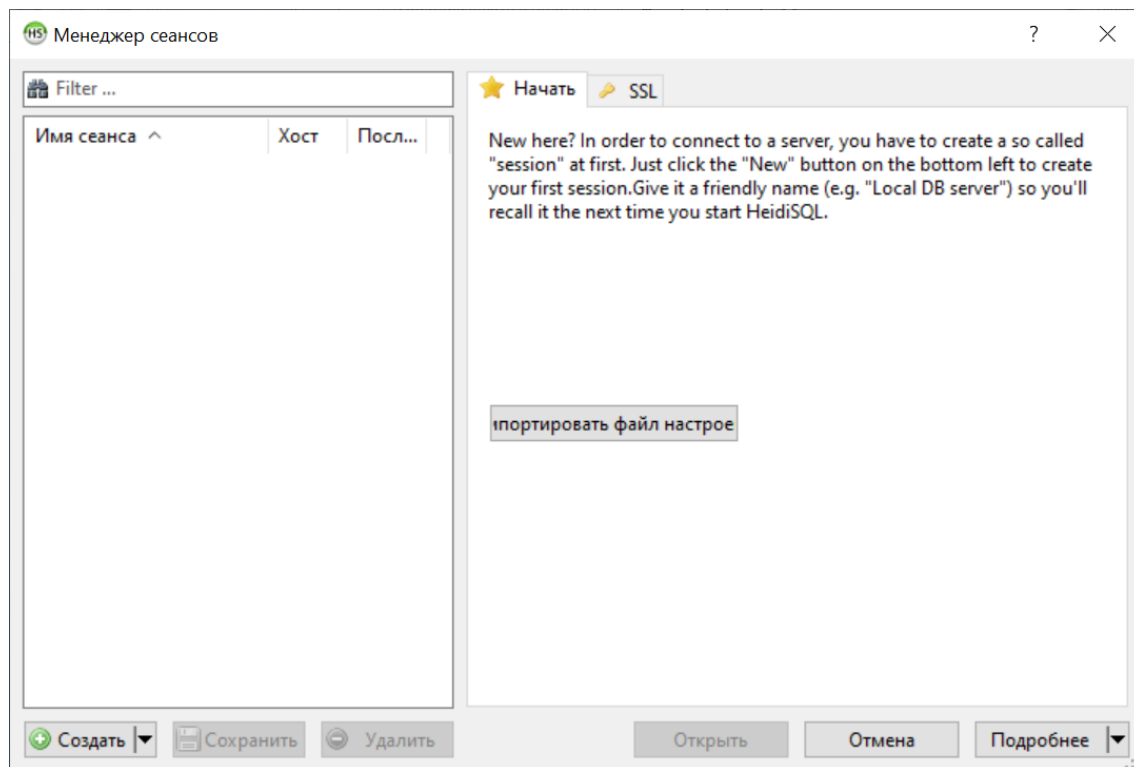 HS Менеджер сеансов ?
Filter ...
Имя сеанса Хост Посл...
Начать SSL
New here? In order to connect to a server, you have to create a so called
"session" at first. Just click the "New" button on the bottom left to create
your first session.Give it a friendly name (e.g. "Local DB server") so you'll
recall it the next time you start HeidiSQL.
мпортировать файл настрое
Создать Сохранить Удалить Открыть Отмена Подробнее